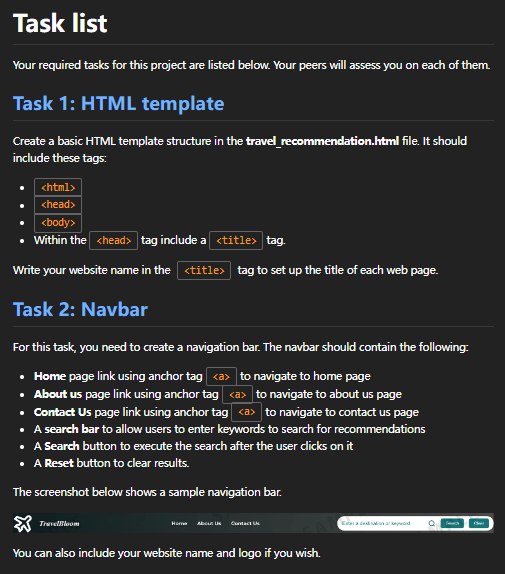 Task list
Your required tasks for this project are listed below. Your peers will assess you on each of them.
Task 1: HTML template
Create a basic HTML template structure in the travel_recommendation.html file. It should
include these tags:
<html>
<head>
<body>
Within the <head> tag include a <title> tag.
Write your website name in the <title> tag to set up the title of each web page.
Task 2: Navbar
For this task, you need to create a navigation bar. The navbar should contain the following:
Home page link using anchor tag <a> to navigate to home page
About us page link using anchor tag <a> to navigate to about us page
Contact Us page link using anchor tag <a> to navigate to contact us page
A search bar to allow users to enter keywords to search for recommendations
A Search button to execute the search after the user clicks on it
A Reset button to clear results.
The screenshot below shows a sample navigation bar.
TravelBloom Home About Us Contact Us Enter a destination or keyword Search Clear
You can also include your website name and logo if you wish.